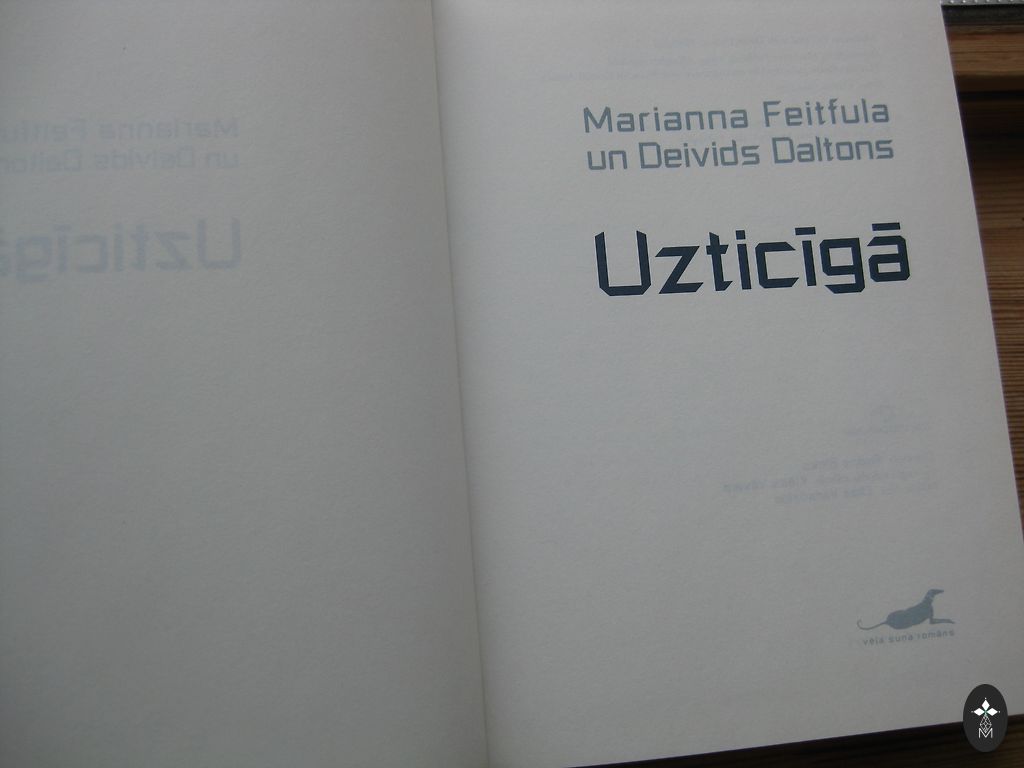 Marianna Feitfula
un Deivids Daltons
Uzticīgā
vēja suņa romāns